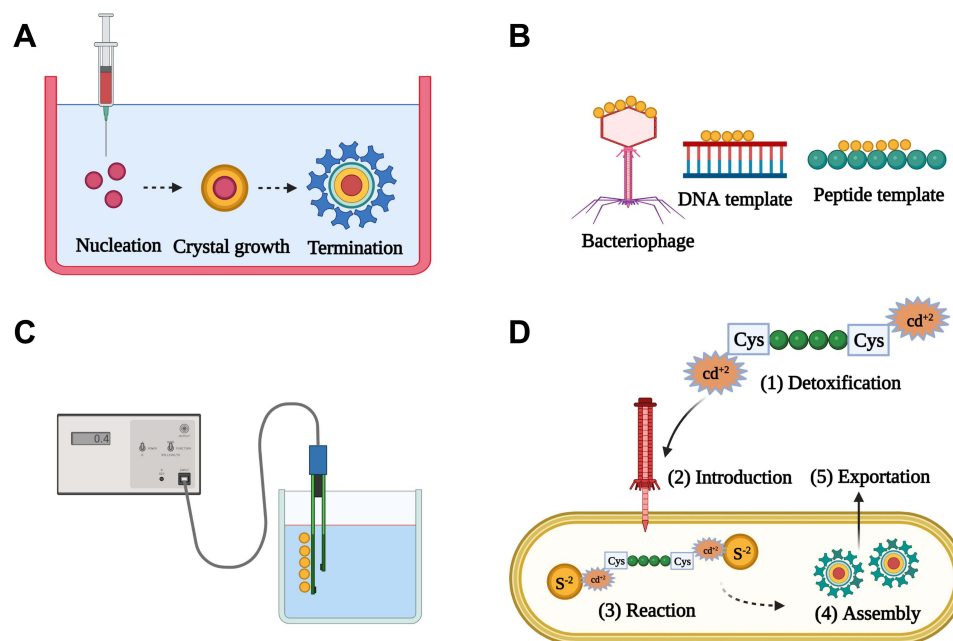 A
Nucleation
Crystal growth
Termination
B
Bacteriophage
DNA template
Peptide template
C
0.4
D
Cys
Cys
cd+2
cd+2
(1) Detoxification
(2) Introduction
(5) Exportation
S-2
cd+2
Cys
Cys
cd+2
S-2
(3) Reaction
(4) Assembly